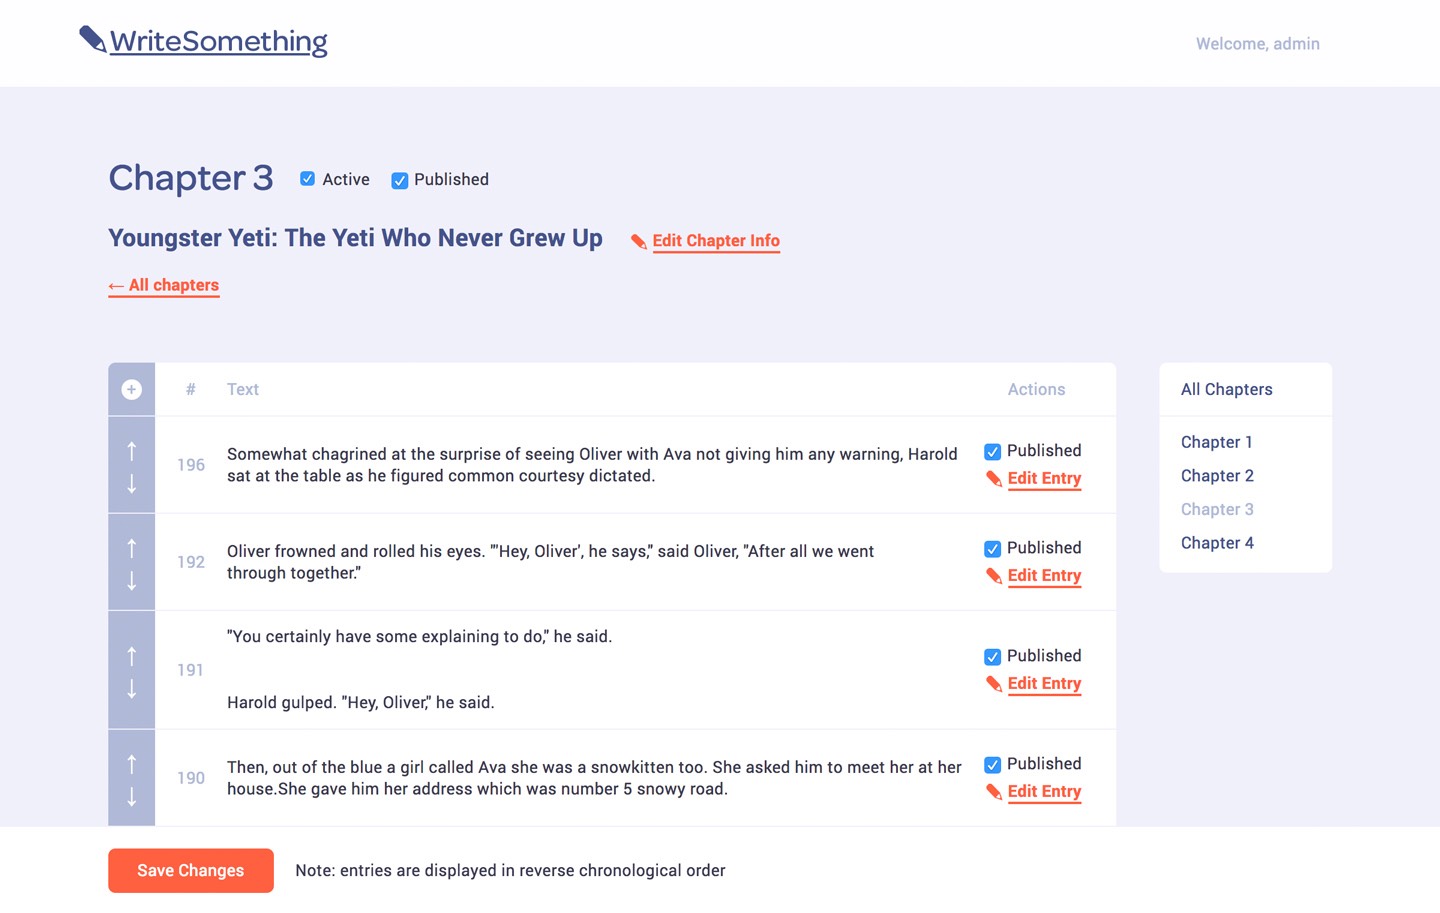 WriteSomething
Welcome, admin
Chapter 3
Active
Published
Youngster Yeti: The Yeti Who Never Grew Up
Edit Chapter Info
← All chapters
# Text Actions
196
Somewhat chagrined at the surprise of seeing Oliver with Ava not giving him any warning, Harold
sat at the table as he figured common courtesy dictated.
Published
Edit Entry
192
Oliver frowned and rolled his eyes. "'Hey, Oliver', he says," said Oliver, "After all we went
through together."
Published
Edit Entry
191
"You certainly have some explaining to do," he said.
Harold gulped. "Hey, Oliver," he said.
Published
Edit Entry
190
Then, out of the blue a girl called Ava she was a snowkitten too. She asked him to meet her at her
house.She gave him her address which was number 5 snowy road.
Published
Edit Entry
All Chapters
Chapter 1
Chapter 2
Chapter 3
Chapter 4
Save Changes
Note: entries are displayed in reverse chronological order